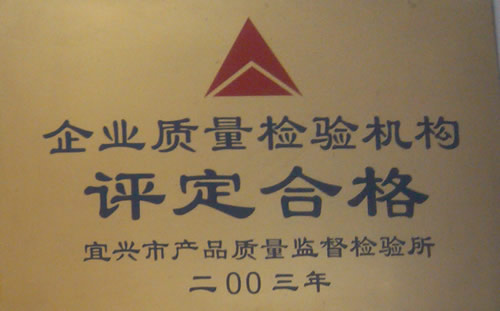 企业质量检验机构
评定合格
宜兴市产品质量监督检验所
二00三年